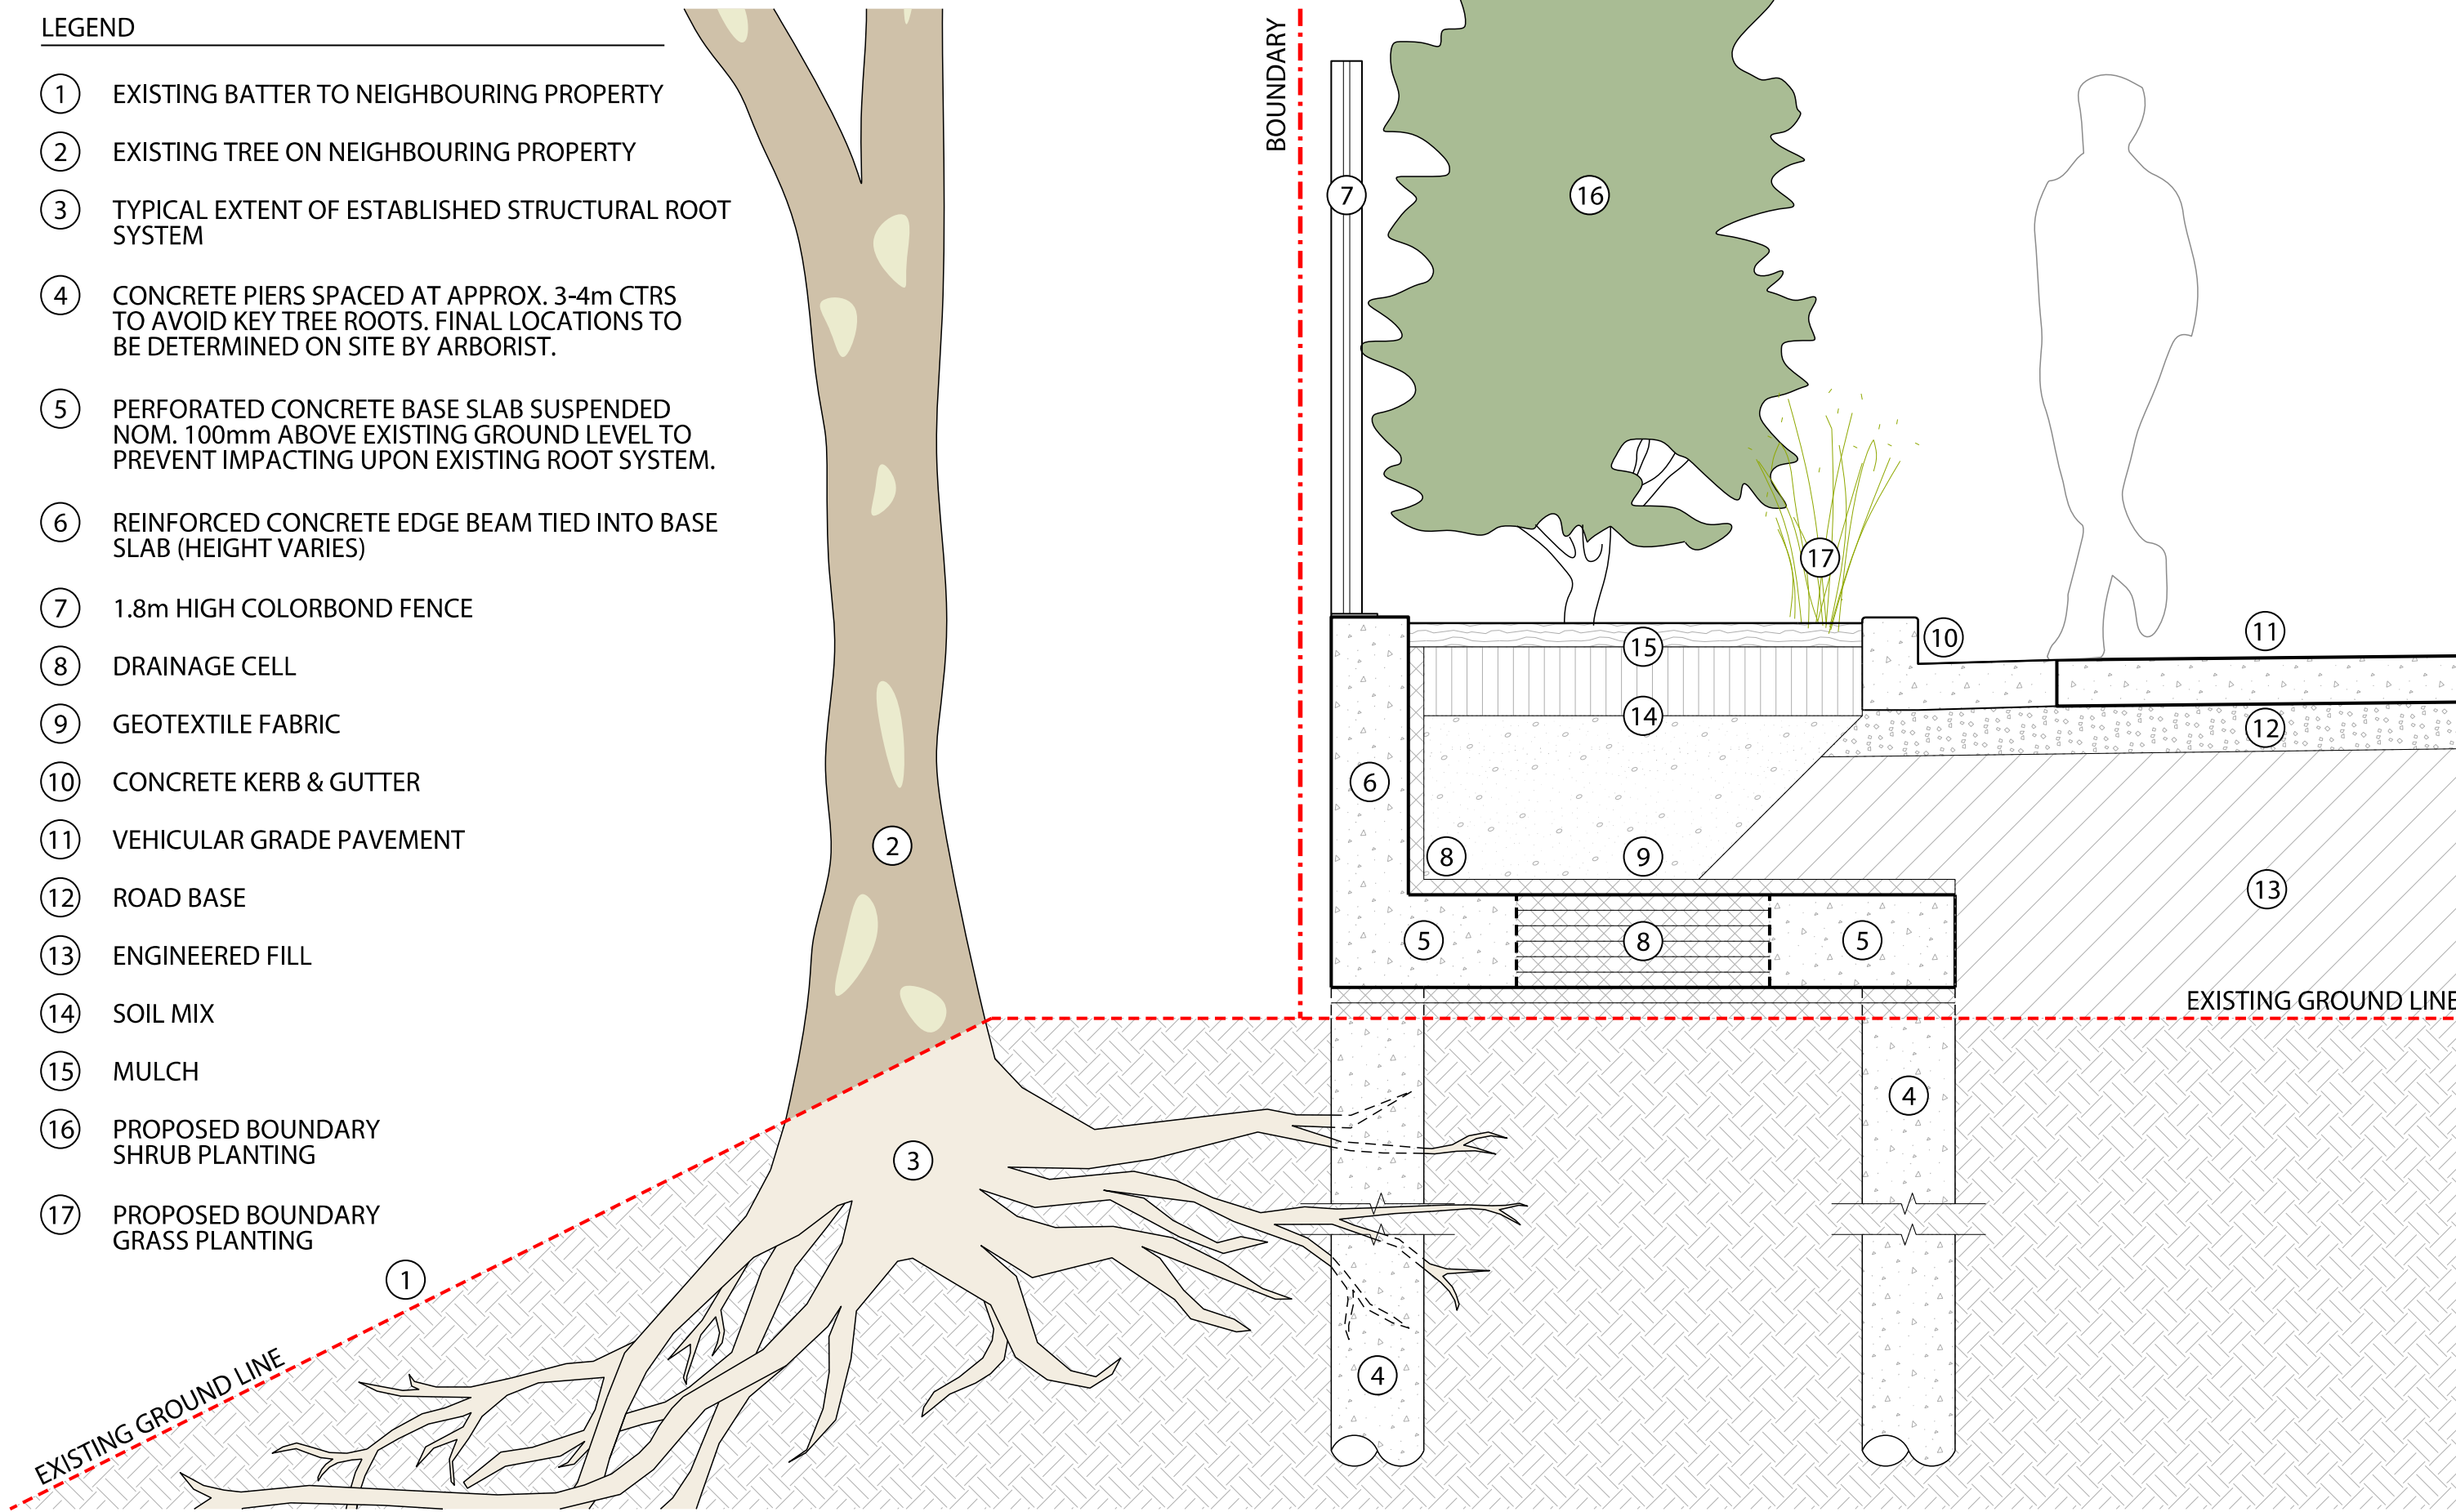 LEGEND
1 EXISTING BATTER TO NEIGHBOURING PROPERTY
2 EXISTING TREE ON NEIGHBOURING PROPERTY
3 TYPICAL EXTENT OF ESTABLISHED STRUCTURAL ROOT
SYSTEM
4 CONCRETE PIERS SPACED AT APPROX. 3-4m CTRS
TO AVOID KEY TREE ROOTS. FINAL LOCATIONS TO
BE DETERMINED ON SITE BY ARBORIST.
5 PERFORATED CONCRETE BASE SLAB SUSPENDED
NOM. 100mm ABOVE EXISTING GROUND LEVEL TO
PREVENT IMPACTING UPON EXISTING ROOT SYSTEM.
6 REINFORCED CONCRETE EDGE BEAM TIED INTO BASE
SLAB (HEIGHT VARIES)
7 1.8m HIGH COLORBOND FENCE
8 DRAINAGE CELL
9 GEOTEXTILE FABRIC
10 CONCRETE KERB & GUTTER
11 VEHICULAR GRADE PAVEMENT
12 ROAD BASE
13 ENGINEERED FILL
14 SOIL MIX
15 MULCH
16 PROPOSED BOUNDARY
SHRUB PLANTING
17 PROPOSED BOUNDARY
GRASS PLANTING
1
EXISTING GROUND LINE
2
3
BOUNDARY
7
16
17
10
11
15
14
12
6
8
9
13
5
8
5
EXISTING GROUND LINE
4
4